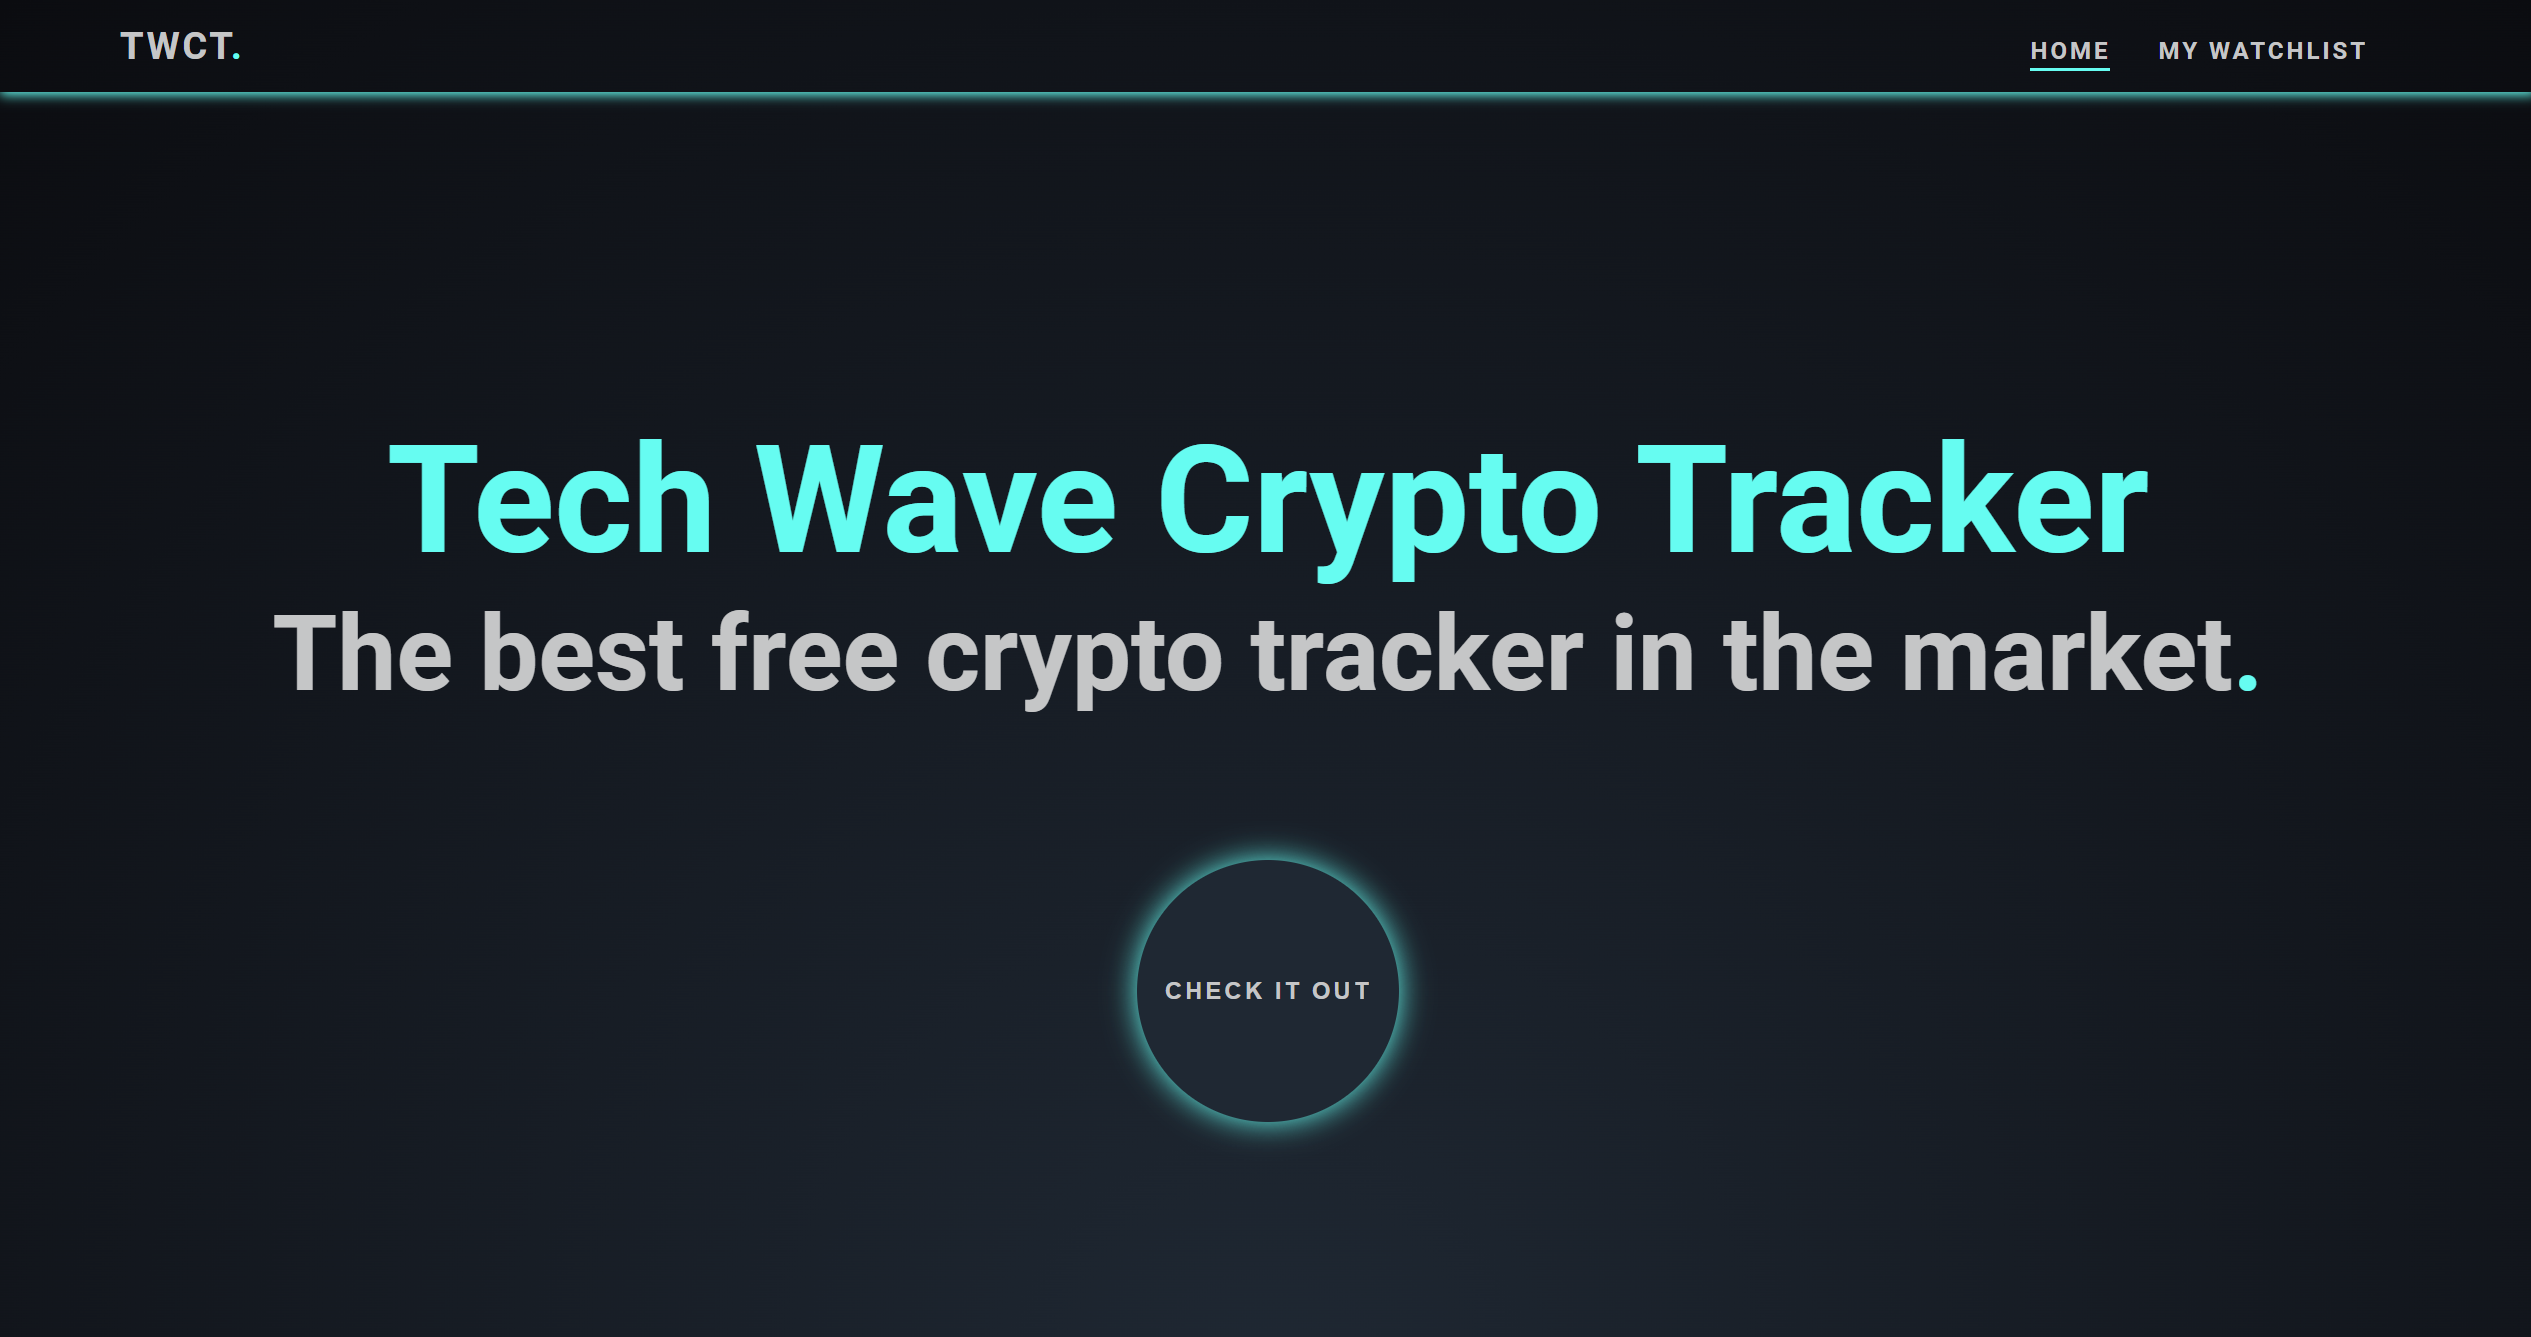 TWCT.
HOME MY WATCHLIST
Tech Wave Crypto Tracker
The best free crypto tracker in the market.
CHECK IT OUT